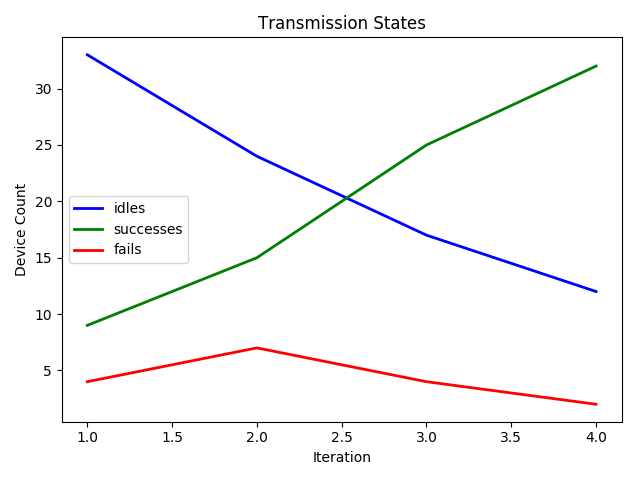 Transmission States
Device Count
30
25
20
15
10
5
idles
successes
fails
1.0 1.5 2.0 2.5 3.0 3.5 4.0
Iteration